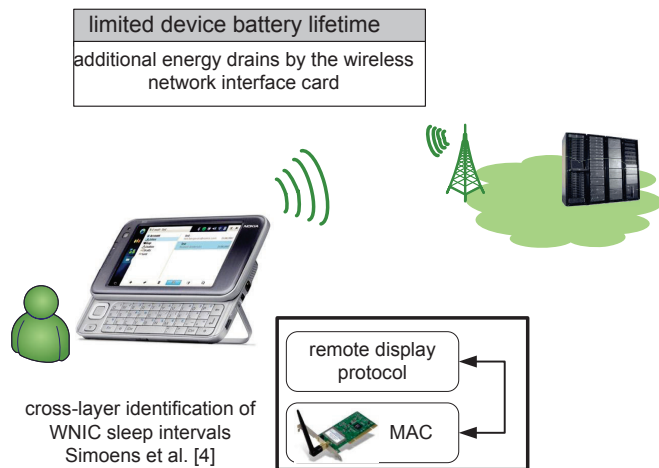 limited device battery lifetime
additional energy drains by the wireless
network interface card
NOKIA
remote display
protocol
MAC
cross-layer identification of
WNIC sleep intervals
Simoens et al. [4]